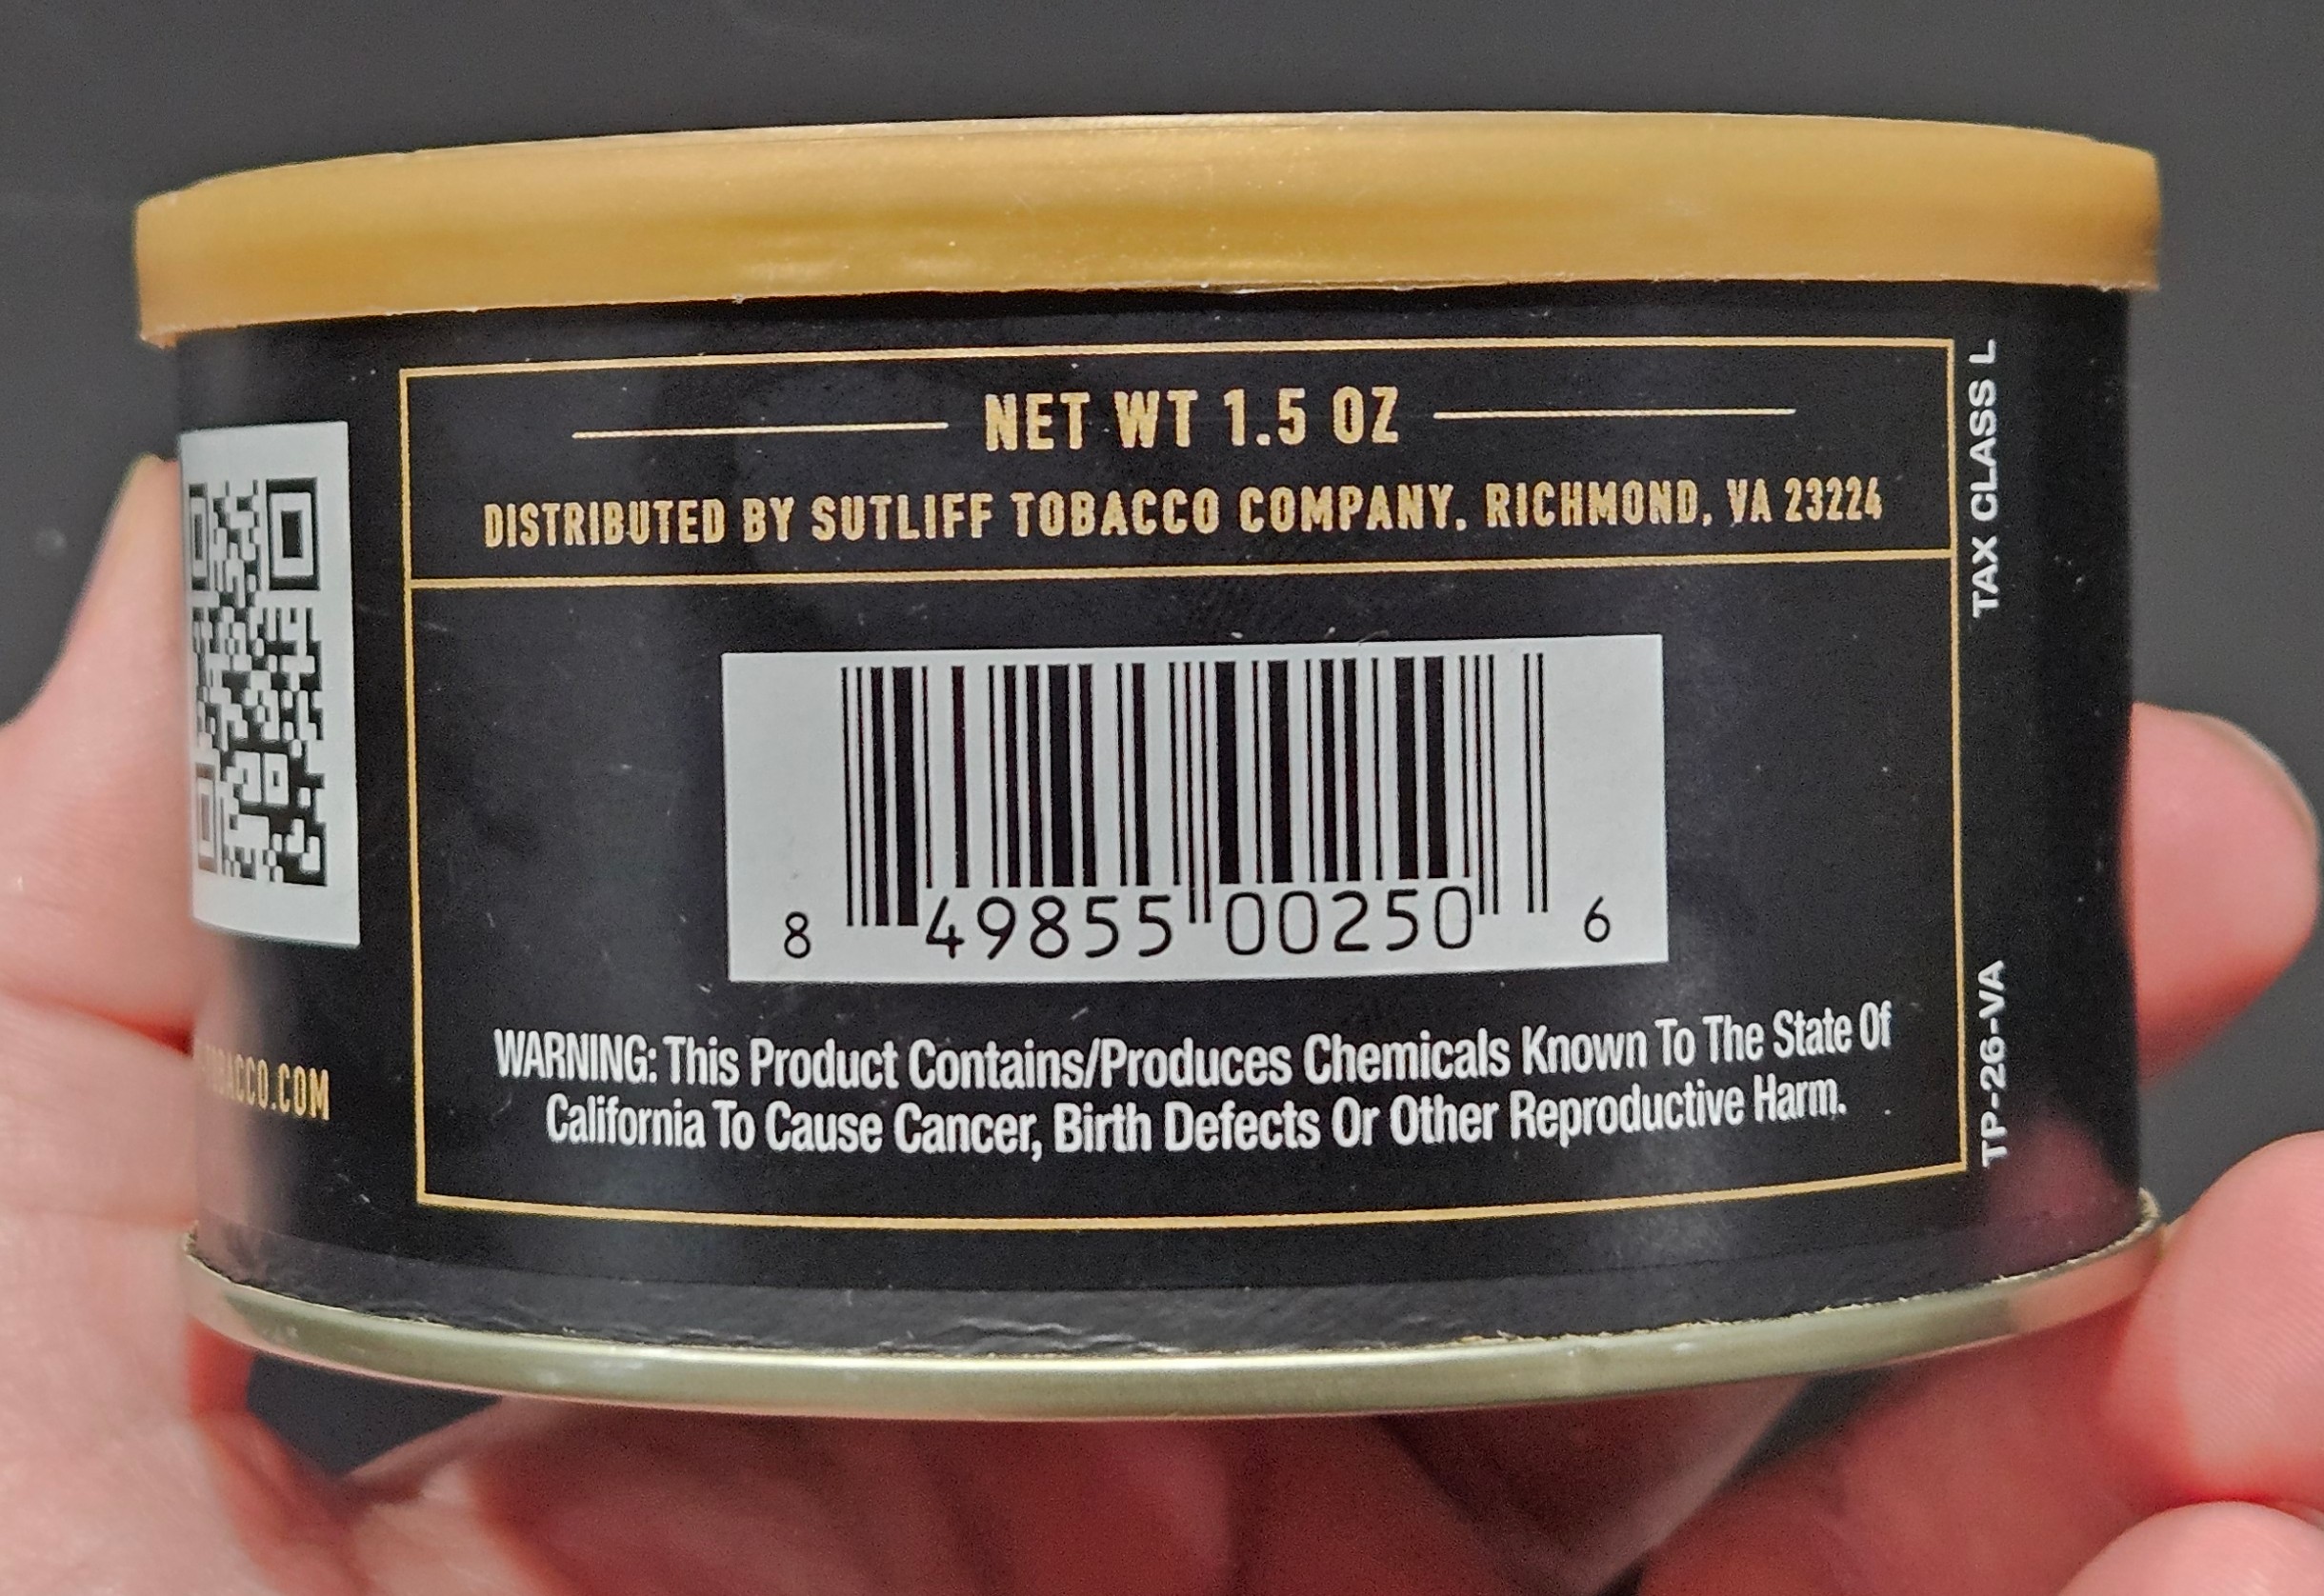 NET WT 1.5 OZ
DISTRIBUTED BY SUTLIFF TOBACCO COMPANY. RICHMOND, VA 23224
8 49855 00250 6
WARNING: This Product Contains/Produces Chemicals Known To The State Of
California To Cause Cancer, Birth Defects Or Other Reproductive Harm.
TAX CLASS L
TP-26-VA